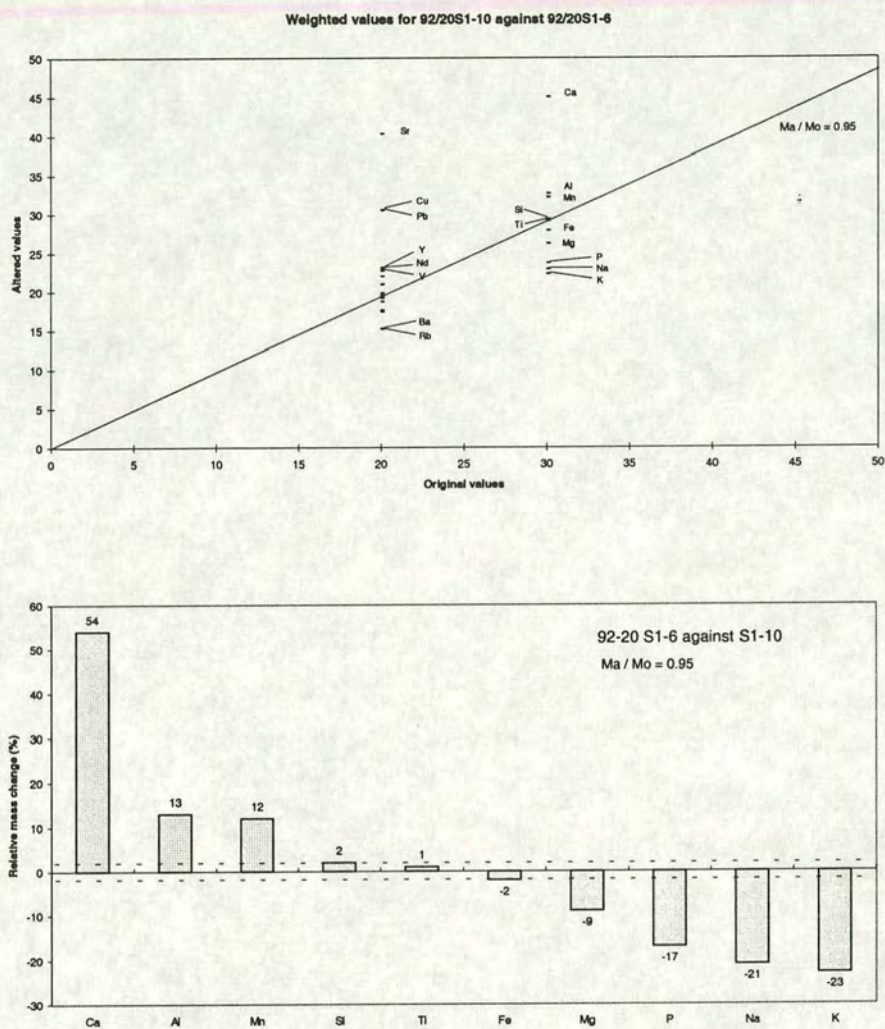 Weighted values for 92/20S1-10 against 92/20S1-6
50
45
40
35
30
25
20
15
10
5
0
Altered values
Ca
Sr
Ma / Mo = 0.95
Al
Mn
Cu
Pb
Si
Ti
Fe
Mg
Y
Nd
V
P
Na
K
Ba
Rb
0 5 10 15 20 25 30 35 40 45 50
Original values
60
50
40
30
20
10
0
-10
-20
-30
Relative mass change (%)
92-20 S1-6 against S1-10
Ma / Mo = 0.95
54
13
12
2
1
-2
-9
-17
-21
-23
Ca Al Mn Si Ti Fe Mg P Na K